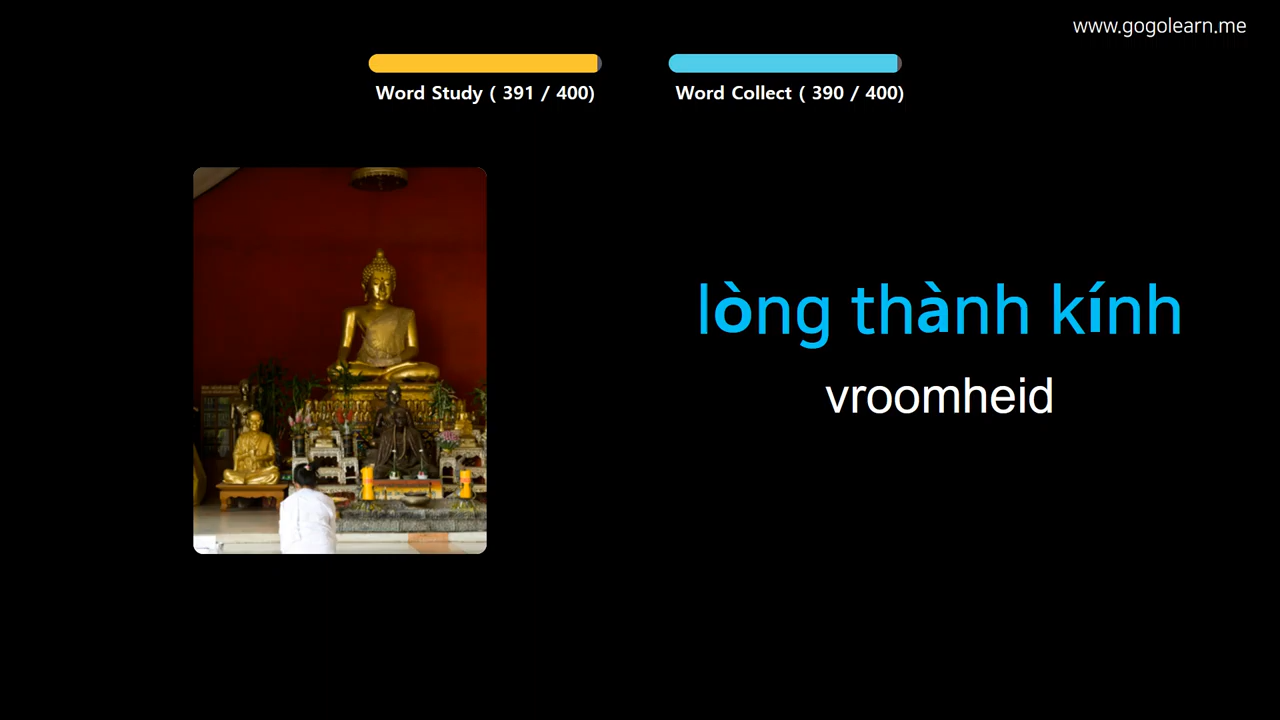 www.gogolearn.me
Word Study ( 391 / 400)
Word Collect ( 390 / 400)
lòng thành kính
vroomheid